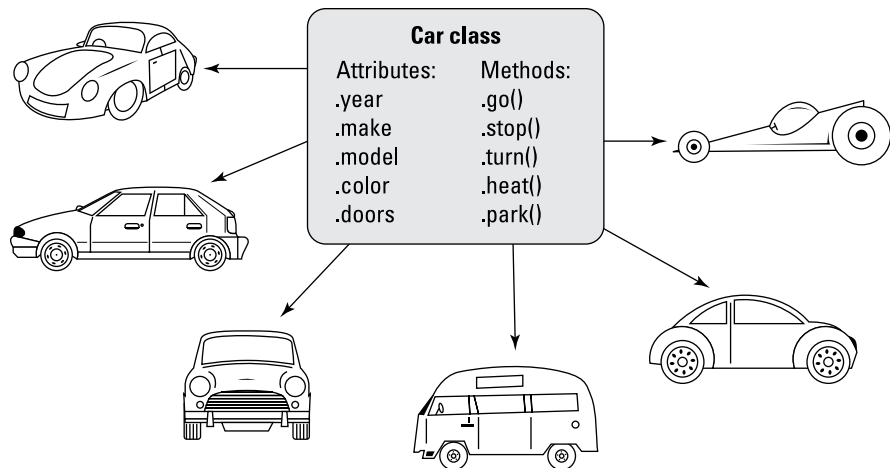 Car class
Attributes: Methods:
.year .go()
.make .stop()
.model .turn()
.color .heat()
.doors .park()